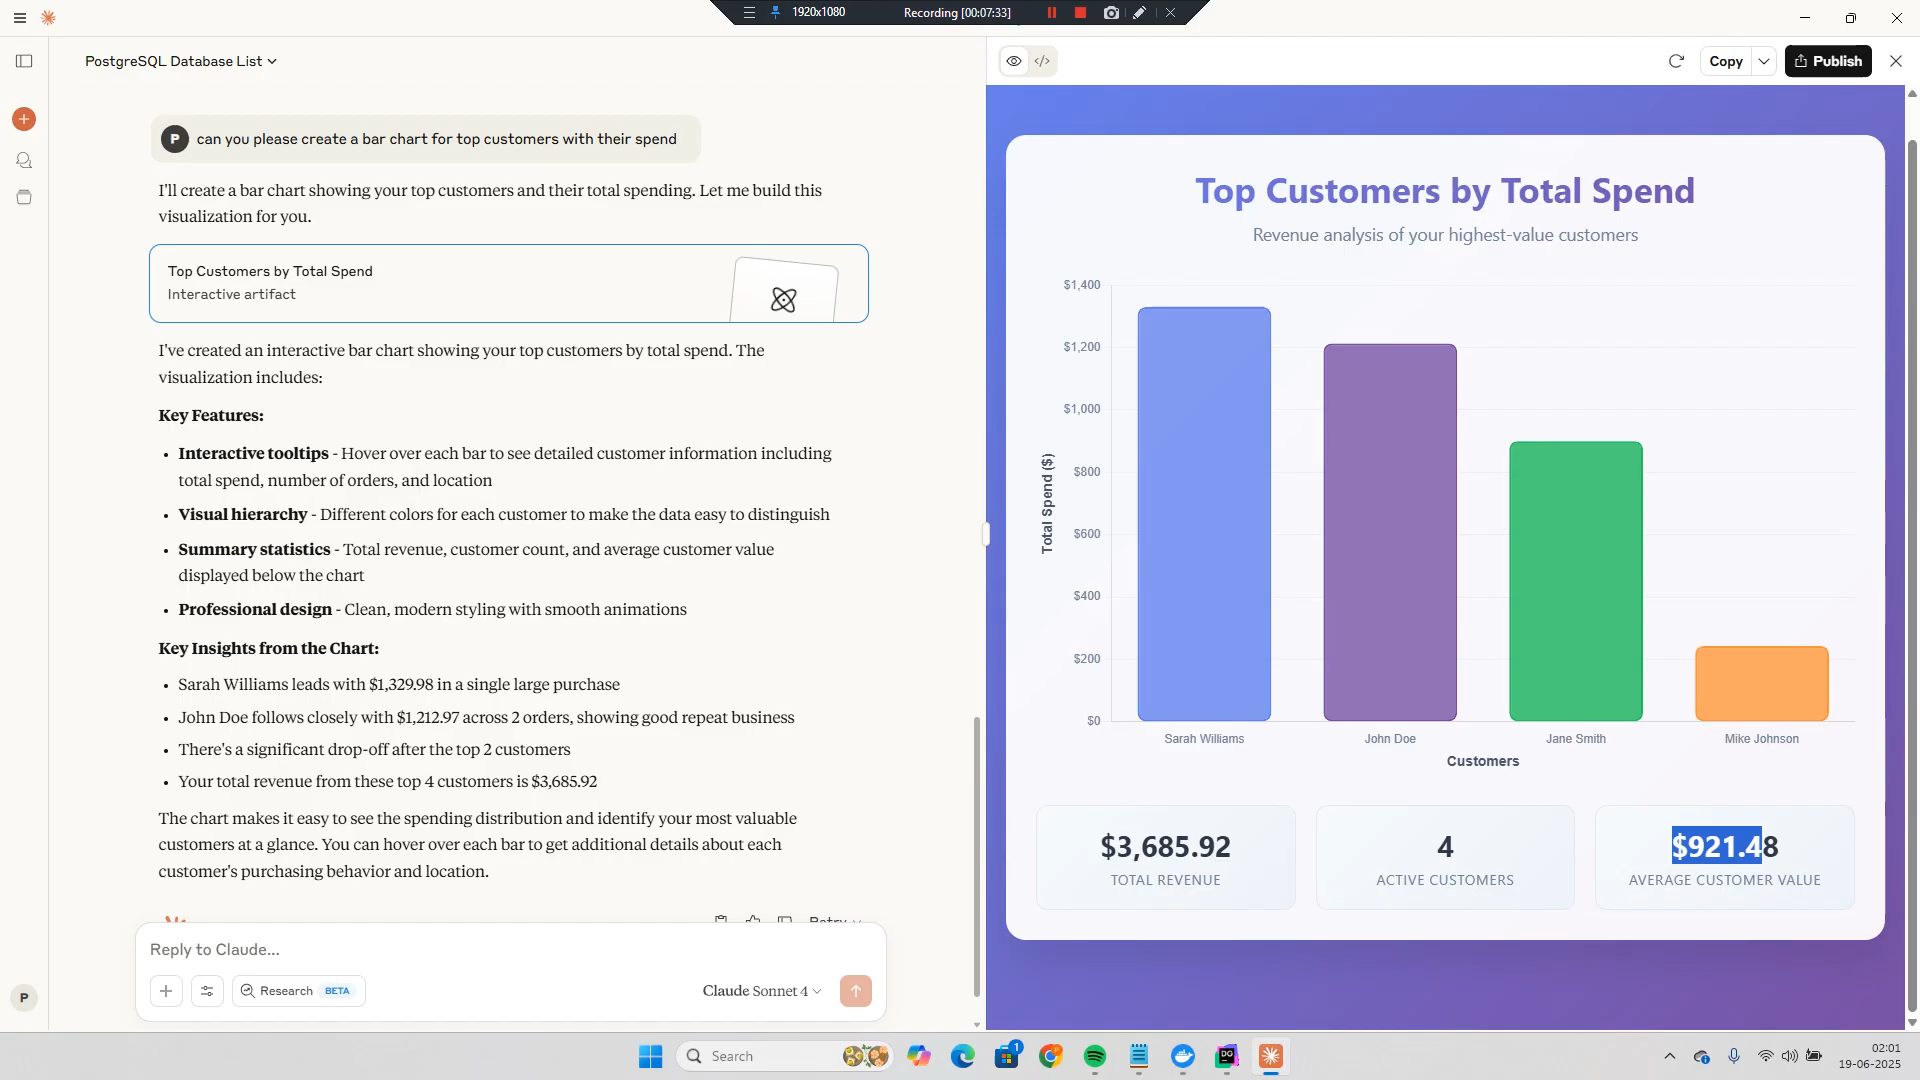 1920x1080
Recording [00:07:33]
PostgreSQL Database List
P
can you please create a bar chart for top customers with their spend
I'll create a bar chart showing your top customers and their total spending. Let me build this
visualization for you.
Top Customers by Total Spend
Interactive artifact
I've created an interactive bar chart showing your top customers by total spend. The
visualization includes:
Key Features:
• Interactive tooltips - Hover over each bar to see detailed customer information including
total spend, number of orders, and location
• Visual hierarchy - Different colors for each customer to make the data easy to distinguish
• Summary statistics - Total revenue, customer count, and average customer value
displayed below the chart
• Professional design - Clean, modern styling with smooth animations
Key Insights from the Chart:
• Sarah Williams leads with $1,329.98 in a single large purchase
• John Doe follows closely with $1,212.97 across 2 orders, showing good repeat business
• There's a significant drop-off after the top 2 customers
• Your total revenue from these top 4 customers is $3,685.92
The chart makes it easy to see the spending distribution and identify your most valuable
customers at a glance. You can hover over each bar to get additional details about each
customer's purchasing behavior and location.
Retry
Reply to Claude...
Research BETA
Claude Sonnet 4
P
Copy
Publish
Top Customers by Total Spend
Revenue analysis of your highest-value customers
Total Spend ($)
$1,400
$1,200
$1,000
$800
$600
$400
$200
$0
Sarah Williams
John Doe
Jane Smith
Mike Johnson
Customers
$3,685.92
TOTAL REVENUE
4
ACTIVE CUSTOMERS
$921.48
AVERAGE CUSTOMER VALUE
Search
1
DG
02:01
19-06-2025